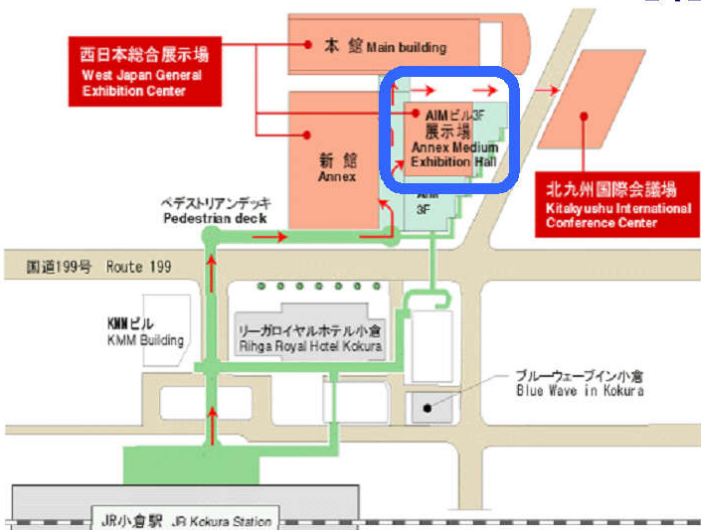 本 館 Main building
西日本総合展示場
West Japan General
Exhibition Center
AIMビル3F
展示場
Annex Medium
Exhibition Hall
新 館
Annex
北九州国際会議場
Kitakyushu International
Conference Center
ペデストリアンデッキ
Pedestrian deck
AIM
3F
国道199号 Route 199
KMMビル
KMM Building
リーガロイヤルホテル小倉
Rihga Royal Hotel Kokura
ブルーウェーブイン小倉
Blue Wave in Kokura
JR小倉駅 JR Kokura Station